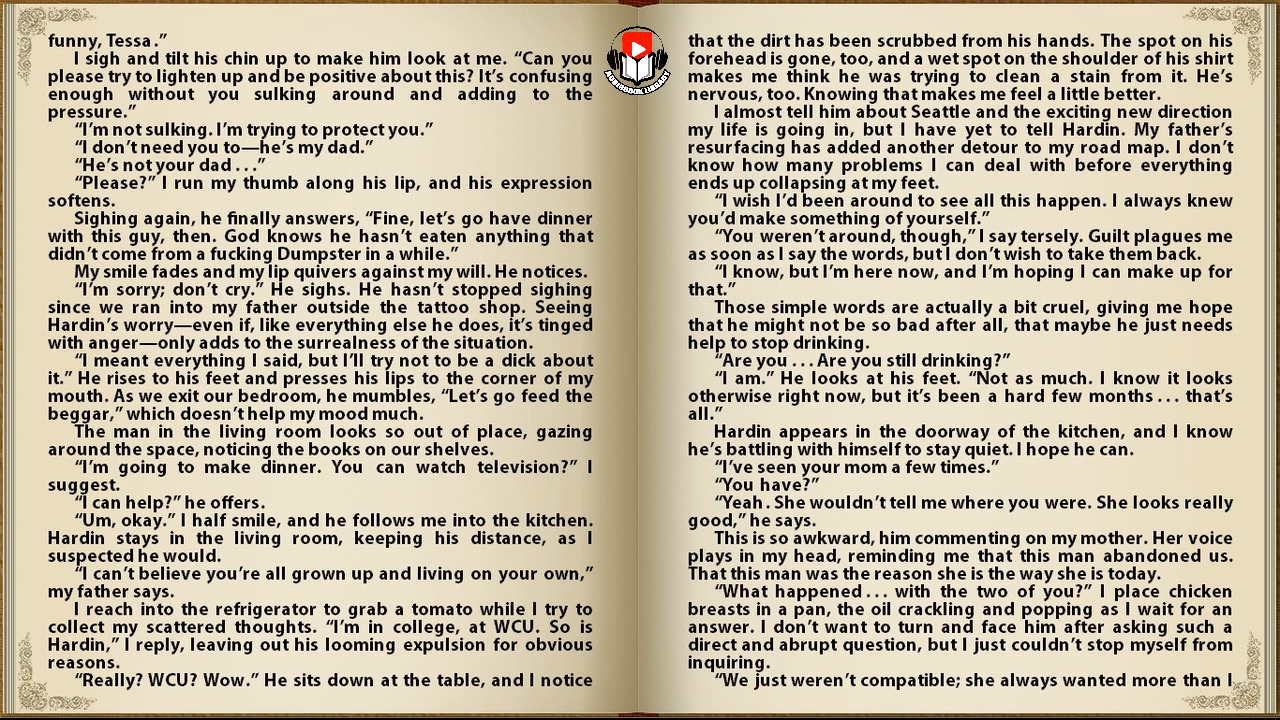 funny, Tessa.”
I sigh and tilt his chin up to make him look at me. “Can you
please try to lighten up and be positive about this? It’s confusing
enough without you sulking around and adding to the
pressure.”
“I’m not sulking. I’m trying to protect you.”
“I don’t need you to—he’s my dad.”
“He’s not your dad . . .”
“Please?” I run my thumb along his lip, and his expression
softens.
Sighing again, he finally answers, “Fine, let’s go have dinner
with this guy, then. God knows he hasn’t eaten anything that
didn’t come from a fucking Dumpster in a while.”
My smile fades and my lip quivers against my will. He notices.
“I’m sorry; don’t cry.” He sighs. He hasn’t stopped sighing
since we ran into my father outside the tattoo shop. Seeing
Hardin’s worry—even if, like everything else he does, it’s tinged
with anger—only adds to the surrealness of the situation.
“I meant everything I said, but I’ll try not to be a dick about
it.” He rises to his feet and presses his lips to the corner of my
mouth. As we exit our bedroom, he mumbles, “Let’s go feed the
beggar,” which doesn’t help my mood much.
The man in the living room looks so out of place, gazing
around the space, noticing the books on our shelves.
“I’m going to make dinner. You can watch television?” I
suggest.
“I can help?” he offers.
“Um, okay.” I half smile, and he follows me into the kitchen.
Hardin stays in the living room, keeping his distance, as I
suspected he would.
“I can’t believe you’re all grown up and living on your own,”
my father says.
I reach into the refrigerator to grab a tomato while I try to
collect my scattered thoughts. “I’m in college, at WCU. So is
Hardin,” I reply, leaving out his looming expulsion for obvious
reasons.
“Really? WCU? Wow.” He sits down at the table, and I notice
that the dirt has been scrubbed from his hands. The spot on his
forehead is gone, too, and a wet spot on the shoulder of his shirt
makes me think he was trying to clean a stain from it. He’s
nervous, too. Knowing that makes me feel a little better.
I almost tell him about Seattle and the exciting new direction
my life is going in, but I have yet to tell Hardin. My father’s
resurfacing has added another detour to my road map. I don’t
know how many problems I can deal with before everything
ends up collapsing at my feet.
“I wish I’d been around to see all this happen. I always knew
you’d make something of yourself.”
“You weren’t around, though,” I say tersely. Guilt plagues me
as soon as I say the words, but I don’t wish to take them back.
“I know, but I’m here now, and I’m hoping I can make up for
that.”
Those simple words are actually a bit cruel, giving me hope
that he might not be so bad after all, that maybe he just needs
help to stop drinking.
“Are you . . . Are you still drinking?”
“I am.” He looks at his feet. “Not as much. I know it looks
otherwise right now, but it’s been a hard few months . . . that’s
all.”
Hardin appears in the doorway of the kitchen, and I know
he’s battling with himself to stay quiet. I hope he can.
“I’ve seen your mom a few times.”
“You have?”
“Yeah. She wouldn’t tell me where you were. She looks really
good,” he says.
This is so awkward, him commenting on my mother. Her voice
plays in my head, reminding me that this man abandoned us.
That this man was the reason she is the way she is today.
“What happened . . . with the two of you?” I place chicken
breasts in a pan, the oil crackling and popping as I wait for an
answer. I don’t want to turn and face him after asking such a
direct and abrupt question, but I just couldn’t stop myself from
inquiring.
“We just weren’t compatible; she always wanted more than I